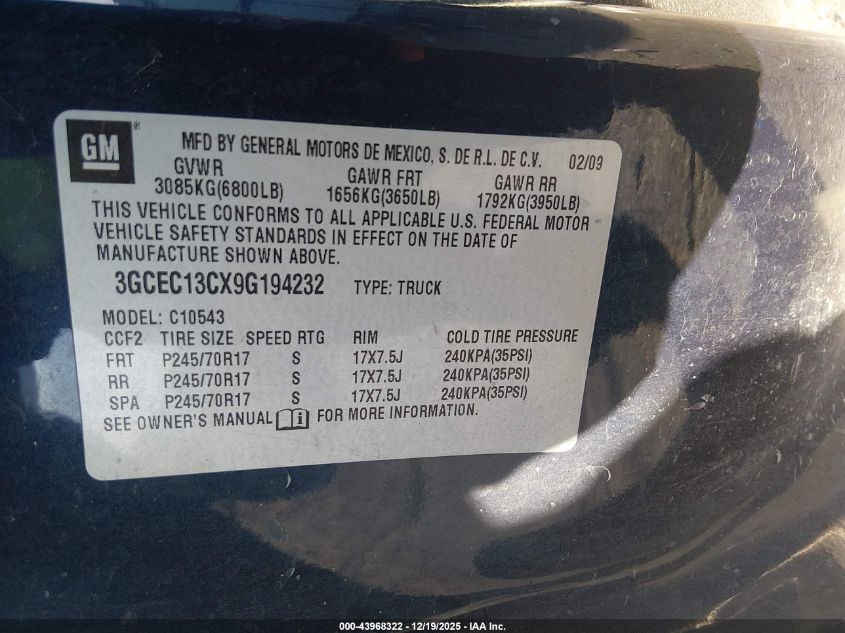 GM ®
MFD BY GENERAL MOTORS DE MEXICO, S. DE R.L. DE C.V. 02/09
GVWR GAWR FRT GAWR RR
3085KG(6800LB) 1656KG(3650LB) 1792KG(3950LB)
THIS VEHICLE CONFORMS TO ALL APPLICABLE U.S. FEDERAL MOTOR
VEHICLE SAFETY STANDARDS IN EFFECT ON THE DATE OF
MANUFACTURE SHOWN ABOVE.
3GCEC13CX9G194232 TYPE: TRUCK
MODEL: C10543
CCF2 TIRE SIZE SPEED RTG RIM COLD TIRE PRESSURE
FRT P245/70R17 S 17X7.5J 240KPA(35PSI)
RR P245/70R17 S 17X7.5J 240KPA(35PSI)
SPA P245/70R17 S 17X7.5J 240KPA(35PSI)
SEE OWNER'S MANUAL i FOR MORE INFORMATION.
000-43968322 - 12/19/2025 - IAA Inc.